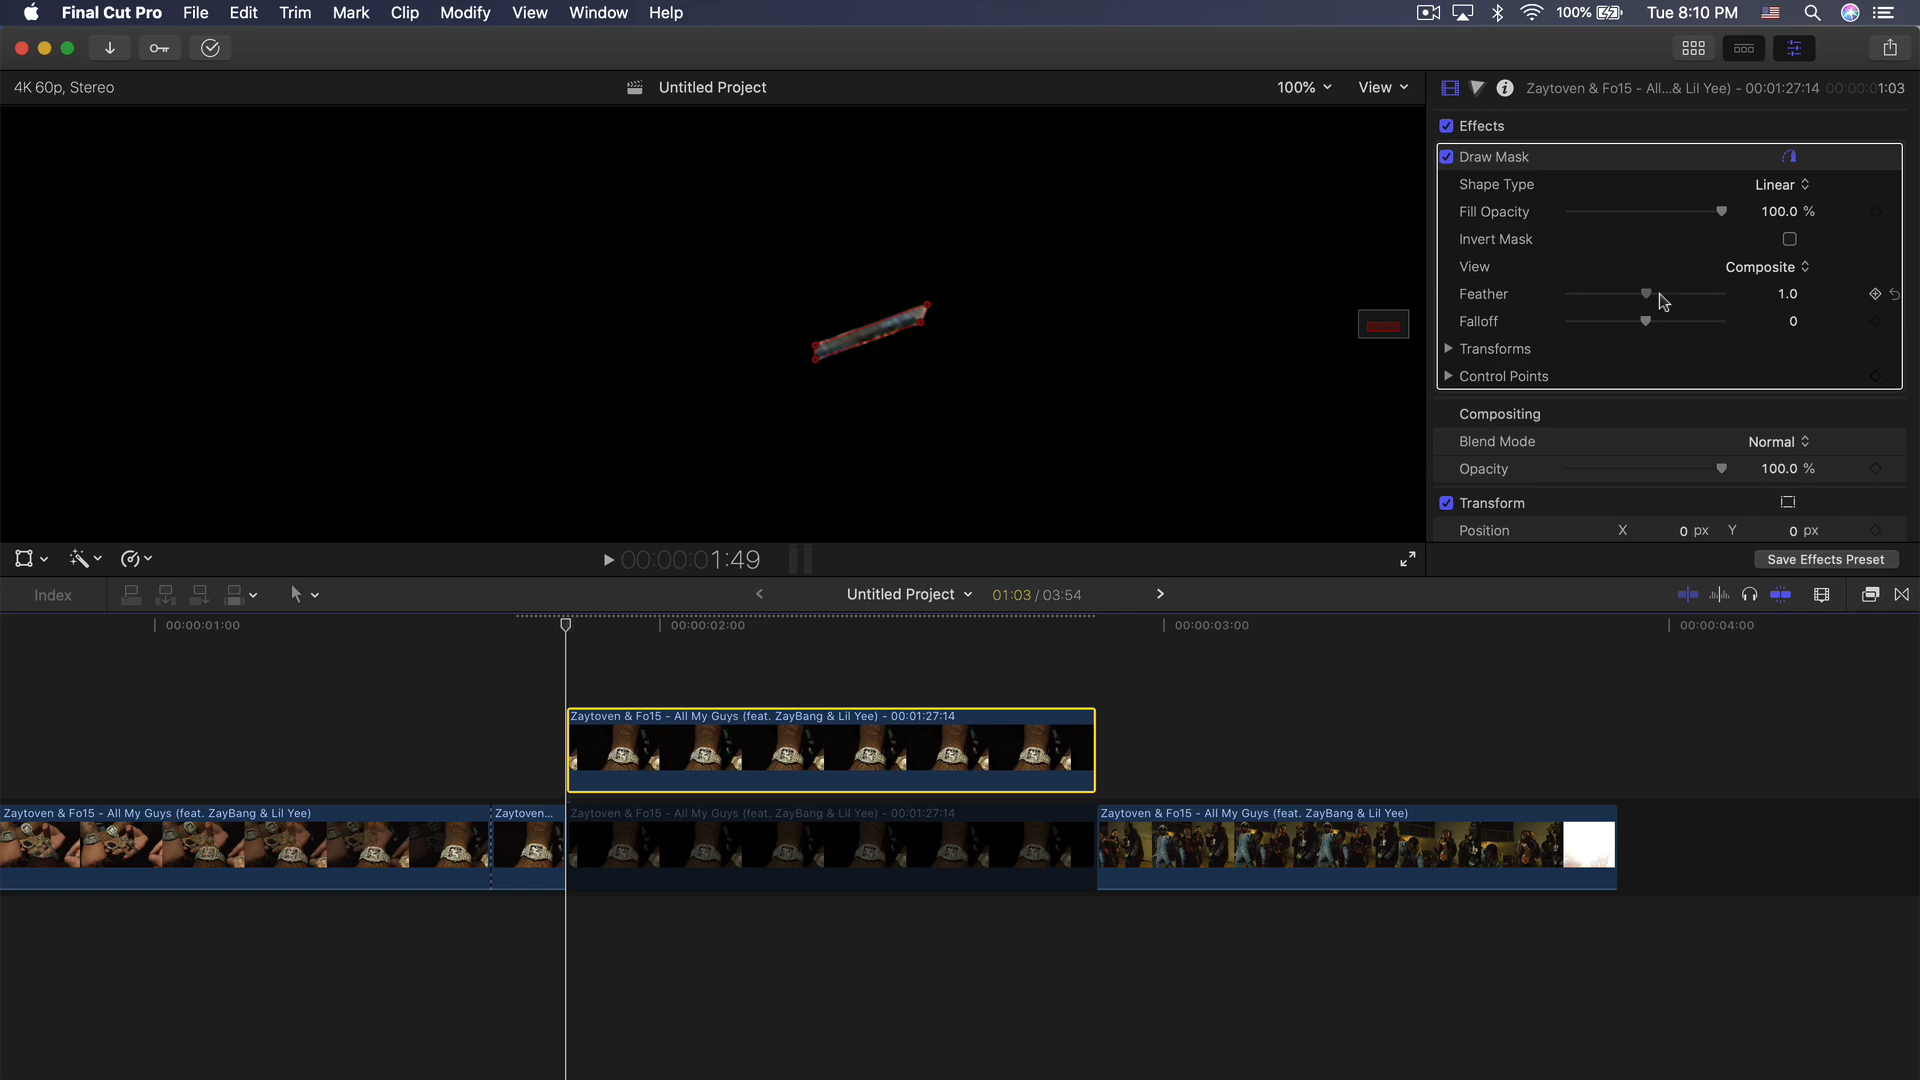 Final Cut Pro File Edit Trim Mark Clip Modify View Window Help 100% Tue 8:10 PM
4K 60p, Stereo Untitled Project 100% View
Zaytoven & Fo15 - All...& Lil Yee) - 00:01:27:14 00:00:01:03
Effects
Draw Mask
Shape Type Linear
Fill Opacity 100.0 %
Invert Mask
View Composite
Feather 1.0
Falloff 0
Transforms
Control Points
Compositing
Blend Mode Normal
Opacity 100.0 %
Transform
Position X 0 px Y 0 px
00:00:01:49
Save Effects Preset
Index Untitled Project 01:03 / 03:54
00:00:01:00 00:00:02:00 00:00:03:00 00:00:04:00
Zaytoven & Fo15 - All My Guys (feat. ZayBang & Lil Yee) - 00:01:27:14
Zaytoven & Fo15 - All My Guys (feat. ZayBang & Lil Yee) Zaytoven... Zaytoven & Fo15 - All My Guys (feat. ZayBang & Lil Yee) - 00:01:27:14 Zaytoven & Fo15 - All My Guys (feat. ZayBang & Lil Yee)